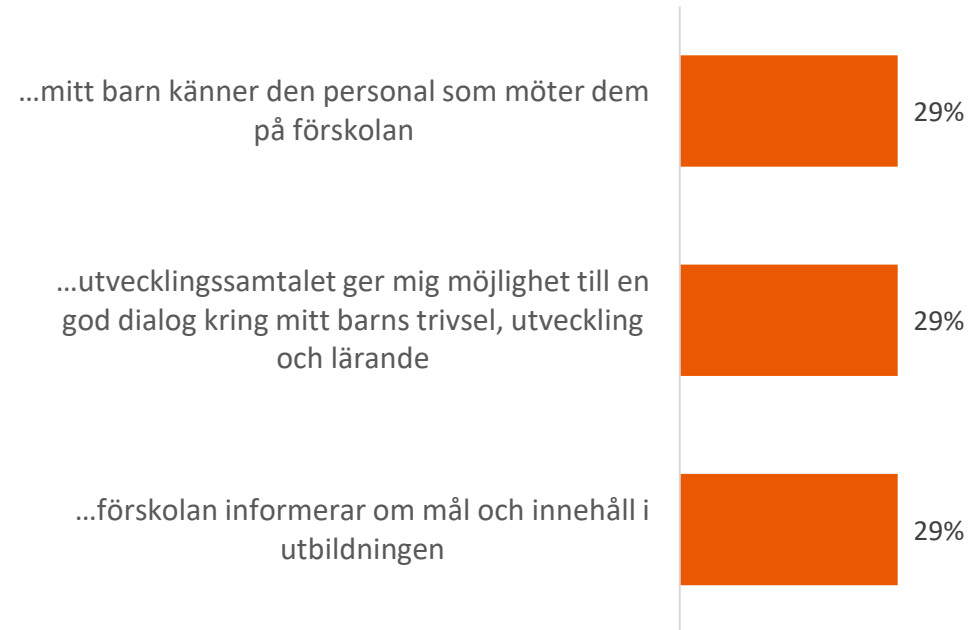 ...mitt barn känner den personal som möter dem
på förskolan
29%
...utvecklingssamtalet ger mig möjlighet till en
god dialog kring mitt barns trivsel, utveckling
och lärande
29%
...förskolan informerar om mål och innehåll i
utbildningen
29%